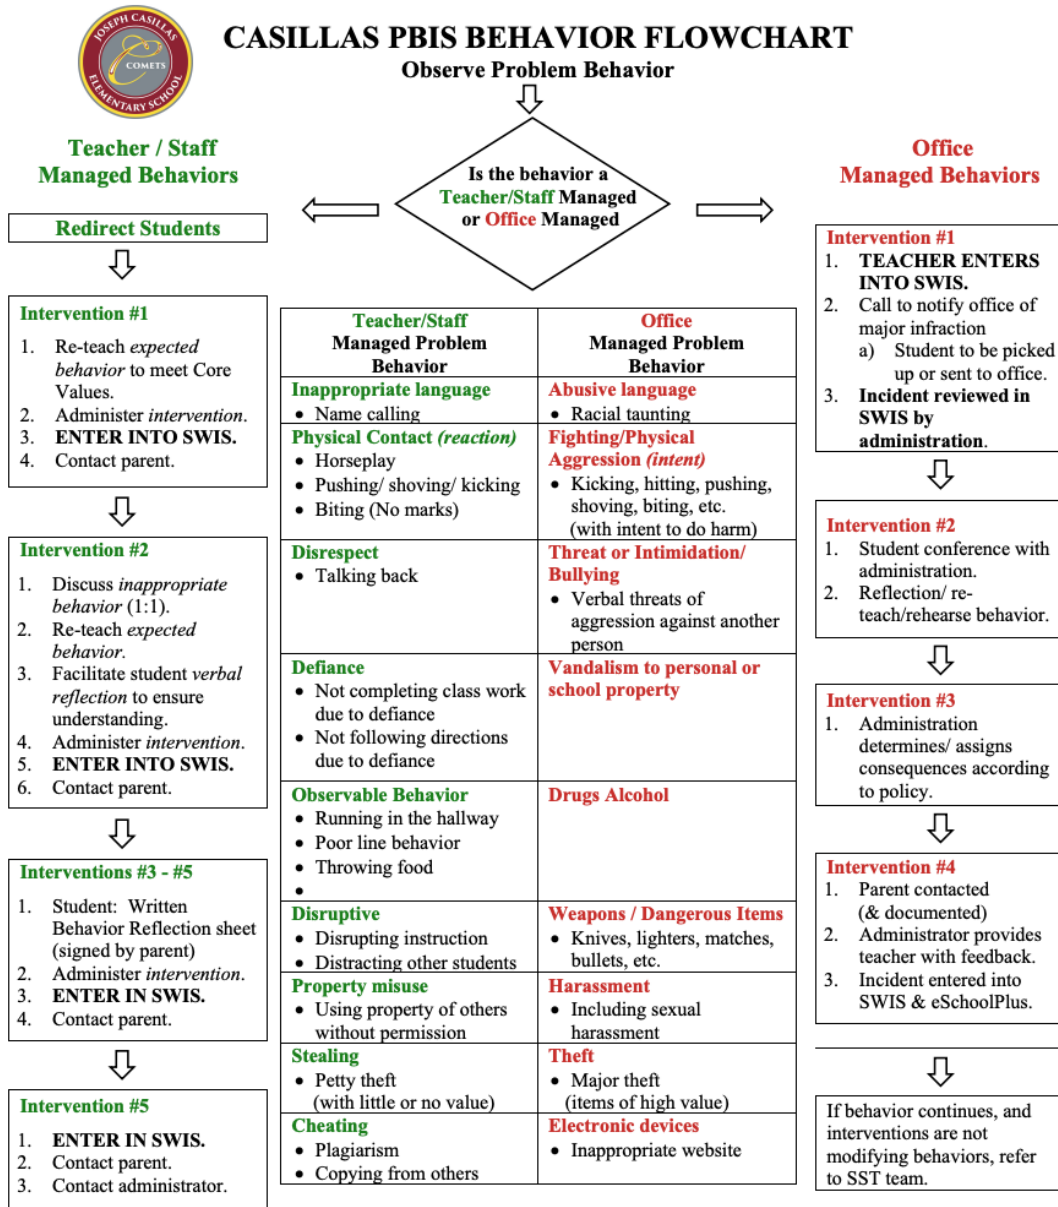 JOSEPH CASILLAS
COMETS
ELEMENTARY SCHOOL
CASILLAS PBIS BEHAVIOR FLOWCHART
Observe Problem Behavior
Teacher / Staff
Managed Behaviors
Is the behavior a
Teacher/Staff Managed
or Office Managed
Office
Managed Behaviors
Redirect Students
Intervention #1
1. Re-teach expected
behavior to meet Core
Values.
2. Administer intervention.
3. ENTER INTO SWIS.
4. Contact parent.
Intervention #2
1. Discuss inappropriate
behavior (1:1).
2. Re-teach expected
behavior.
3. Facilitate student verbal
reflection to ensure
understanding.
4. Administer intervention.
5. ENTER INTO SWIS.
6. Contact parent.
Interventions #3 - #5
1. Student: Written
Behavior Reflection sheet
(signed by parent)
2. Administer intervention.
3. ENTER IN SWIS.
4. Contact parent.
Intervention #5
1. ENTER IN SWIS.
2. Contact parent.
3. Contact administrator.
Teacher/Staff
Managed Problem
Behavior
Office
Managed Problem
Behavior
Inappropriate language
• Name calling
Abusive language
• Racial taunting
Physical Contact (reaction)
• Horseplay
• Pushing/ shoving/ kicking
• Biting (No marks)
Fighting/Physical
Aggression (intent)
• Kicking, hitting, pushing,
shoving, biting, etc.
(with intent to do harm)
Disrespect
• Talking back
Threat or Intimidation/
Bullying
• Verbal threats of
aggression against another
person
Defiance
• Not completing class work
due to defiance
• Not following directions
due to defiance
Vandalism to personal or
school property
Observable Behavior
• Running in the hallway
• Poor line behavior
• Throwing food
•
Drugs Alcohol
Disruptive
• Disrupting instruction
• Distracting other students
Weapons / Dangerous Items
• Knives, lighters, matches,
bullets, etc.
Property misuse
• Using property of others
without permission
Harassment
• Including sexual
harassment
Stealing
• Petty theft
(with little or no value)
Theft
• Major theft
(items of high value)
Cheating
• Plagiarism
• Copying from others
Electronic devices
• Inappropriate website
Intervention #1
1. TEACHER ENTERS
INTO SWIS.
2. Call to notify office of
major infraction
a) Student to be picked
up or sent to office.
3. Incident reviewed in
SWIS by
administration.
Intervention #2
1. Student conference with
administration.
2. Reflection/ re-
teach/rehearse behavior.
Intervention #3
1. Administration
determines/ assigns
consequences according
to policy.
Intervention #4
1. Parent contacted
(& documented)
2. Administrator provides
teacher with feedback.
3. Incident entered into
SWIS & eSchoolPlus.
If behavior continues, and
interventions are not
modifying behaviors, refer
to SST team.